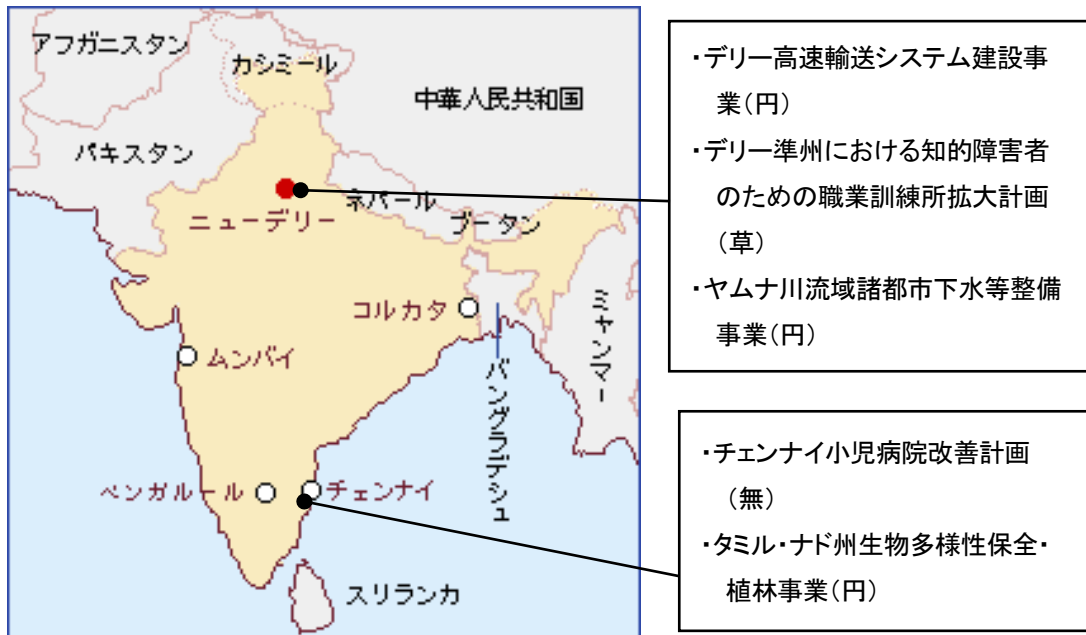 アフガニスタン
カシミール
中華人民共和国
パキスタン
ネパール
ニューデリー
ブータン
コルカタ
ミャンマー
ムンバイ
バングラデシュ
ベンガルール
チェンナイ
スリランカ
・デリー高速輸送システム建設事
業(円)
・デリー準州における知的障害者
のための職業訓練所拡大計画
(草)
・ヤムナ川流域諸都市下水等整備
事業(円)
・チェンナイ小児病院改善計画
(無)
・タミル・ナド州生物多様性保全・
植林事業(円)